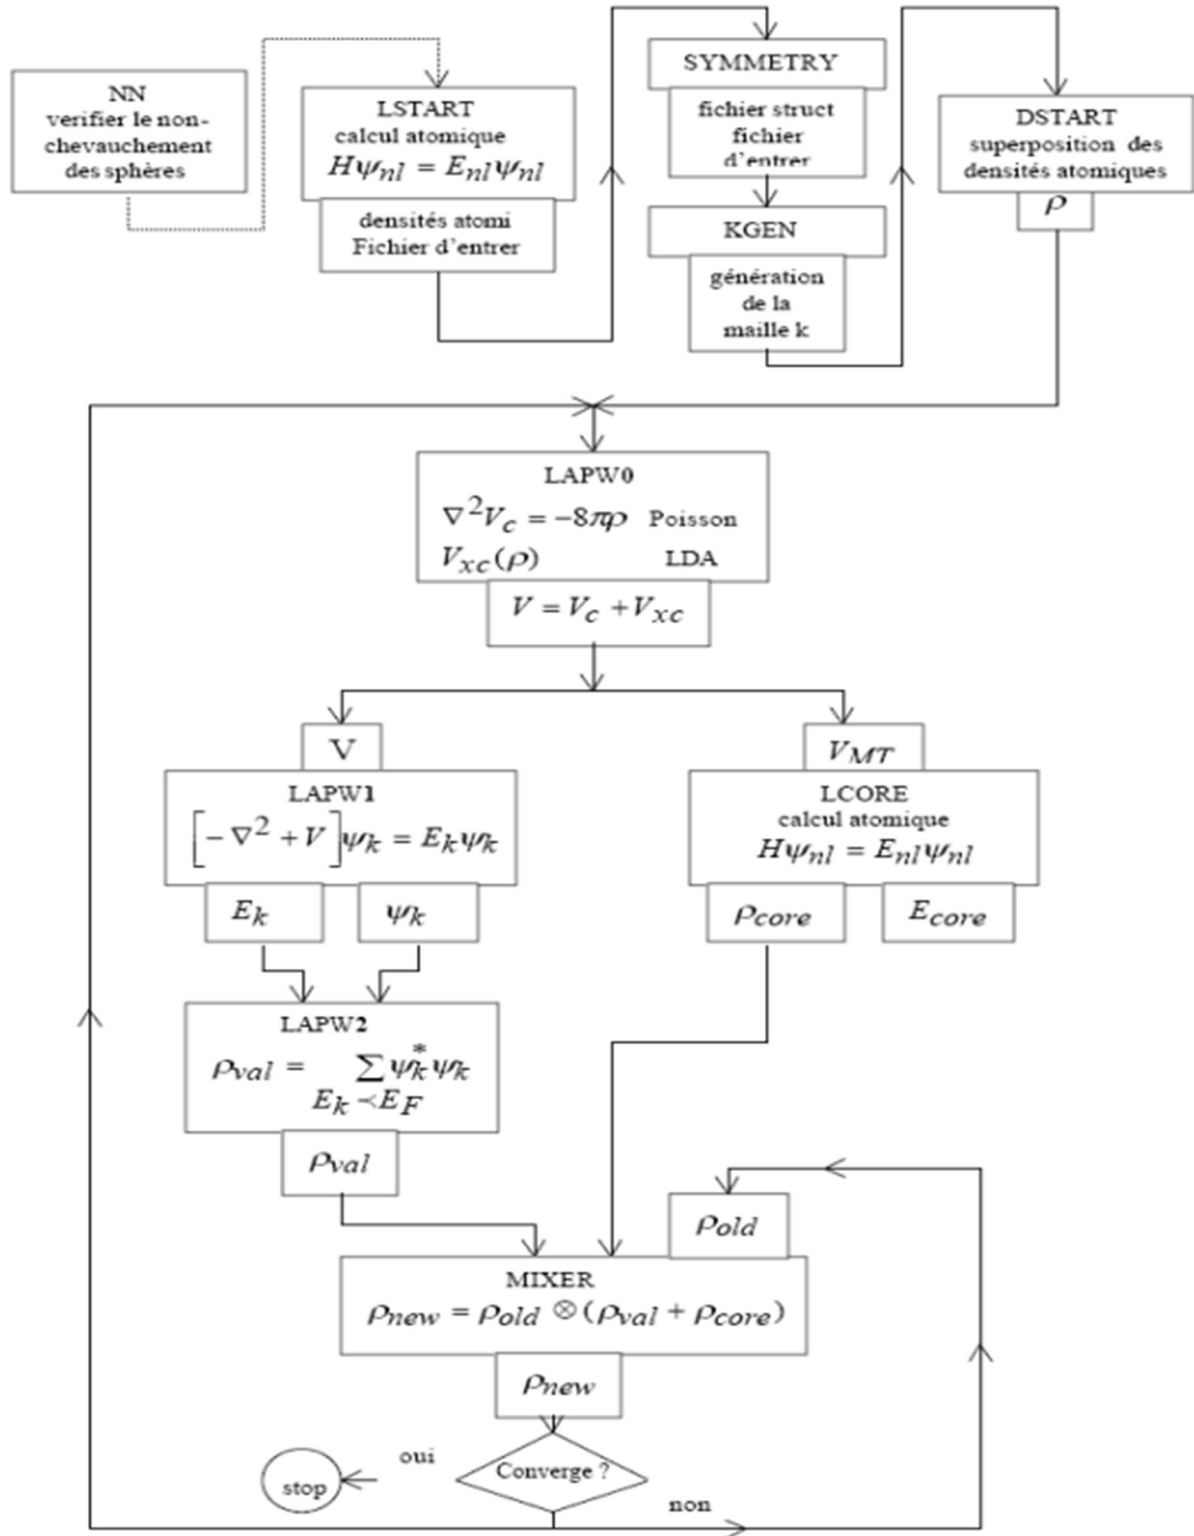 NN
verifier le non-
chevauchement
des sphères
LSTART
calcul atomique
Hψnl = Enlψnl
densités atomi
Fichier d'entrer
SYMMETRY
fichier struct
fichier
d'entrer
KGEN
génération
de la
maille k
DSTART
superposition des
densités atomiques
ρ
LAPW0
∇²Vc = −8πρ Poisson
Vxc(ρ) LDA
V = Vc + Vxc
V
LAPW1
[−∇² + V]ψk = Ekψk
Ek ψk
VMT
LCORE
calcul atomique
Hψnl = Enlψnl
ρcore Ecore
LAPW2
ρval = ∑ψk*ψk
Ek ≺EF
ρval
ρold
MIXER
ρnew = ρold ⊗(ρval + ρcore)
ρnew
Converge ?
oui
stop
non